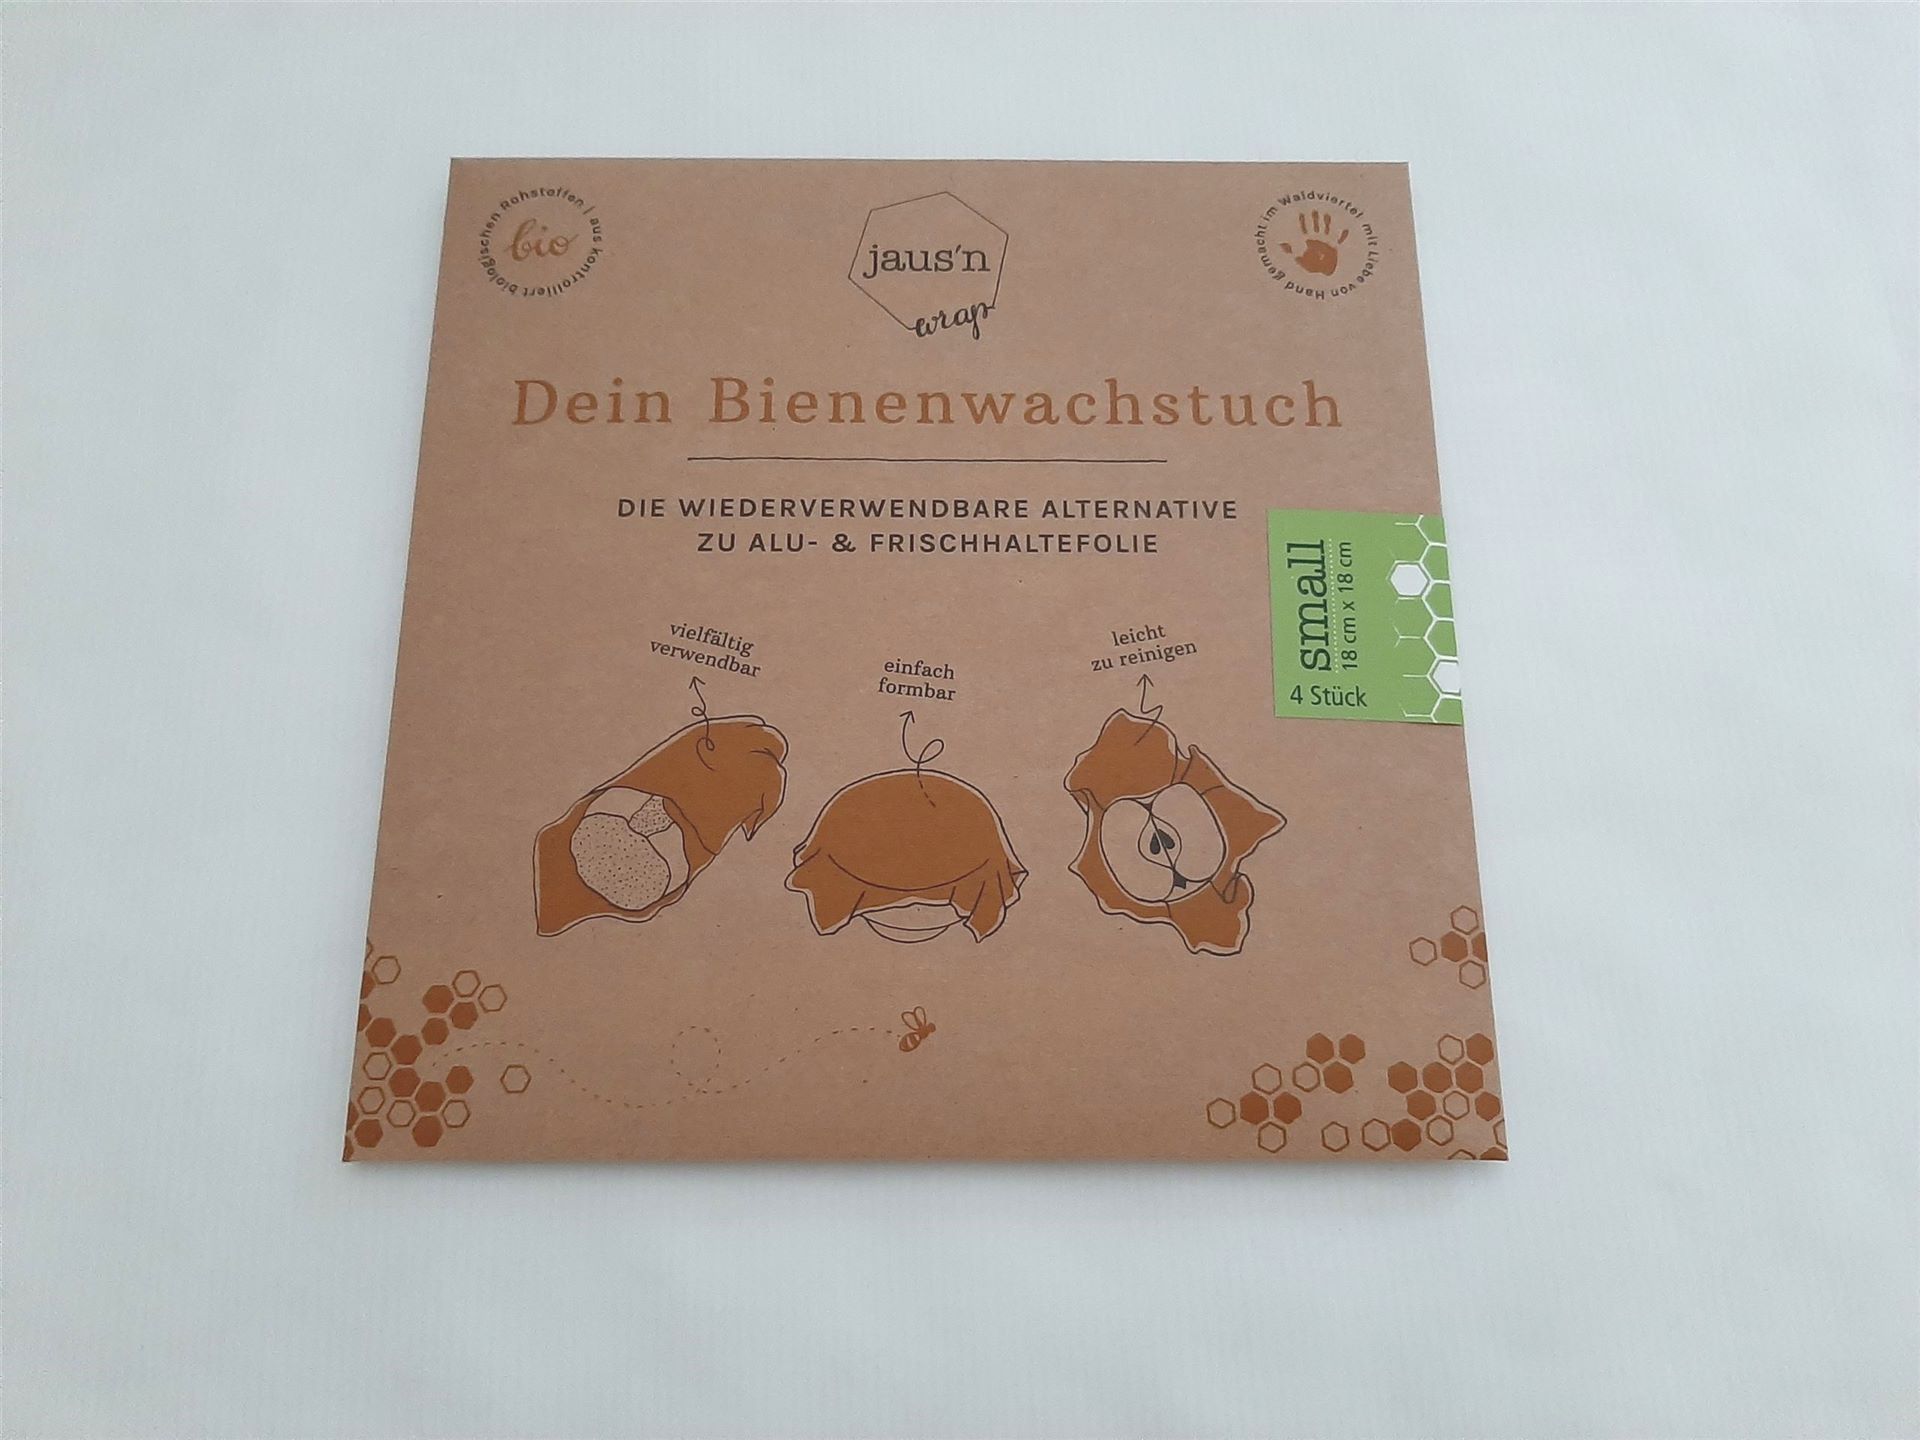 aus kontrolliert biologischen Rohstoffen |
bio
jaus'n
wrap
im Waldviertel mit Liebe von Hand gemacht
Dein Bienenwachstuch
DIE WIEDERVERWENDBARE ALTERNATIVE
ZU ALU- & FRISCHHALTEFOLIE
small
18 cm x 18 cm
4 Stück
vielfältig
verwendbar
einfach
formbar
leicht
zu reinigen